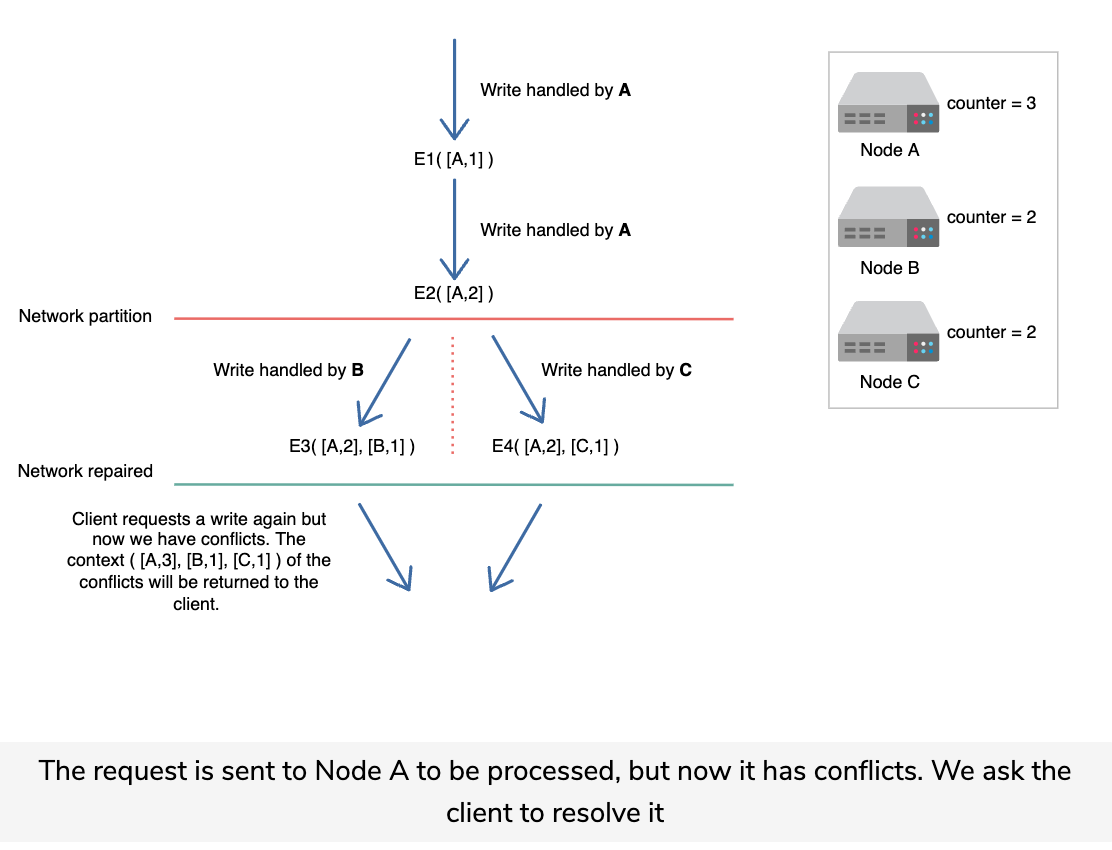 Write handled by A
E1( [A,1] )
Write handled by A
E2( [A,2] )
Network partition
Write handled by B
Write handled by C
E3( [A,2], [B,1] )
E4( [A,2], [C,1] )
Network repaired
Client requests a write again but
now we have conflicts. The
context ( [A,3], [B,1], [C,1] ) of the
conflicts will be returned to the
client.
counter = 3
Node A
counter = 2
Node B
counter = 2
Node C
The request is sent to Node A to be processed, but now it has conflicts. We ask the
client to resolve it